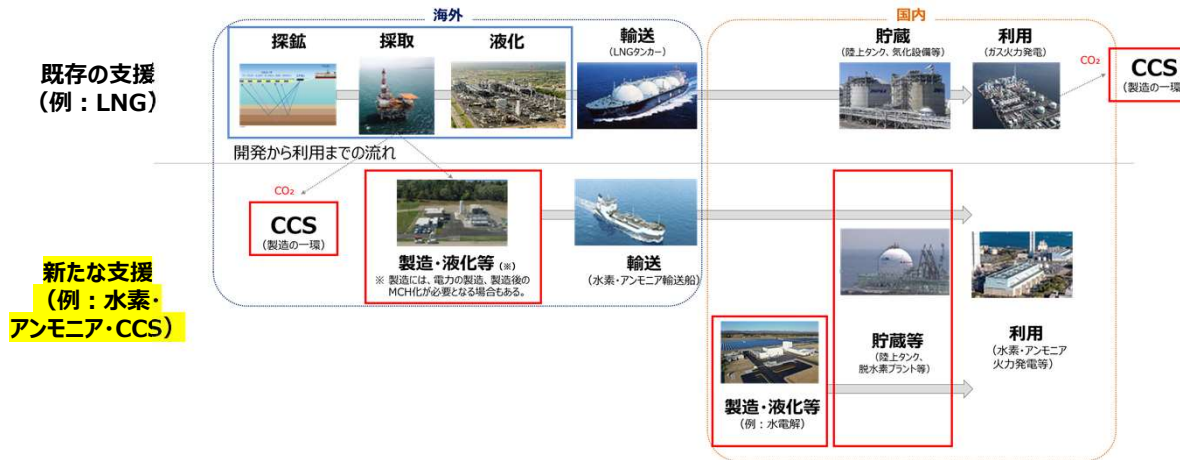 海外
国内
既存の支援
（例：LNG）
探鉱
採取
液化
輸送
（LNGタンカー）
貯蔵
（陸上タンク、気化設備等）
利用
（ガス火力発電）
CO₂
CCS
（製造の一環）
開発から利用までの流れ
新たな支援
（例：水素・
アンモニア・CCS）
CO₂
CCS
（製造の一環）
製造・液化等（※）
※ 製造には、電力の製造、製造後の
MCH化が必要となる場合もある。
輸送
（水素・アンモニア輸送船）
製造・液化等
（例：水電解）
貯蔵等
（陸上タンク、
脱水素プラント等）
利用
（水素・アンモニア
火力発電等）